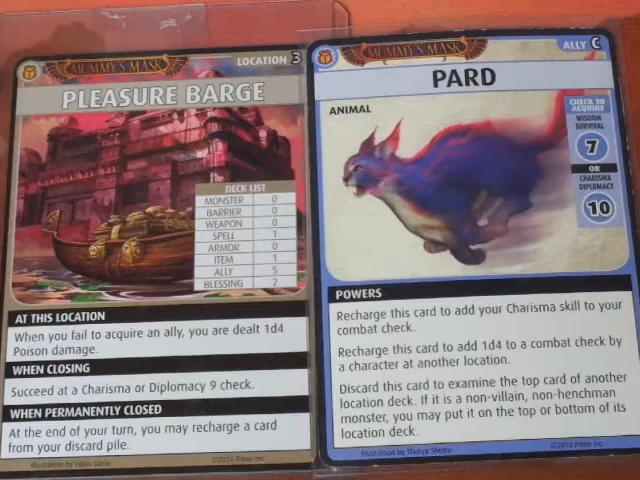 MUMMY'S MASK
LOCATION 3
PLEASURE BARGE
DECK LIST
MONSTER 0
BARRIER 0
WEAPON 0
SPELL 1
ARMOR 0
ITEM 1
ALLY 5
BLESSING 2
AT THIS LOCATION
When you fail to acquire an ally, you are dealt 1d4
Poison damage.
WHEN CLOSING
Succeed at a Charisma or Diplomacy 9 check.
WHEN PERMANENTLY CLOSED
At the end of your turn, you may recharge a card
from your discard pile.
MUMMY'S MASK
ALLY C
PARD
ANIMAL
CHECK TO
ACQUIRE
WISDOM
SURVIVAL
7
OR
CHARISMA
DIPLOMACY
10
POWERS
Recharge this card to add your Charisma skill to your
combat check.
Recharge this card to add 1d4 to a combat check by
a character at another location.
Discard this card to examine the top card of another
location deck. If it is a non-villain, non-henchman
monster, you may put it on the top or bottom of its
location deck.